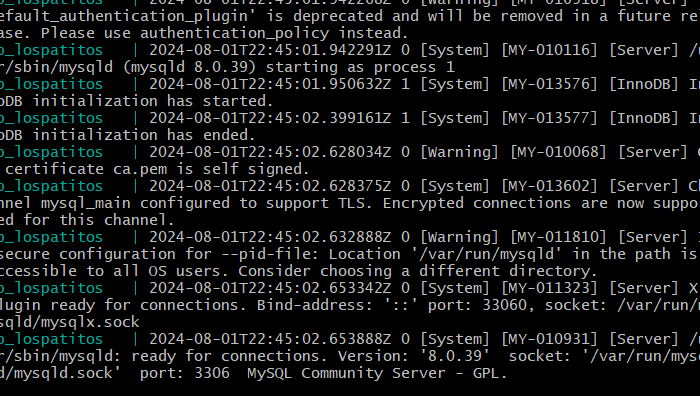 efault_authentication_plugin' is deprecated and will be removed in a future rel
ase. Please use authentication_policy instead.
o_lospatitos | 2024-08-01T22:45:01.942291Z 0 [System] [MY-010116] [Server] /u
r/sbin/mysqld (mysqld 8.0.39) starting as process 1
o_lospatitos | 2024-08-01T22:45:01.950632Z 1 [System] [MY-013576] [InnoDB] In
noDB initialization has started.
o_lospatitos | 2024-08-01T22:45:02.399161Z 1 [System] [MY-013577] [InnoDB] In
noDB initialization has ended.
o_lospatitos | 2024-08-01T22:45:02.628034Z 0 [Warning] [MY-010068] [Server] C
certificate ca.pem is self signed.
o_lospatitos | 2024-08-01T22:45:02.628375Z 0 [System] [MY-013602] [Server] Ch
nnel mysql_main configured to support TLS. Encrypted connections are now suppo
ed for this channel.
o_lospatitos | 2024-08-01T22:45:02.632888Z 0 [Warning] [MY-011810] [Server] I
secure configuration for --pid-file: Location '/var/run/mysqld' in the path is
ccessible to all OS users. Consider choosing a different directory.
o_lospatitos | 2024-08-01T22:45:02.653342Z 0 [System] [MY-011323] [Server] X
lugin ready for connections. Bind-address: '::' port: 33060, socket: /var/run/m
sqld/mysqlx.sock
o_lospatitos | 2024-08-01T22:45:02.653888Z 0 [System] [MY-010931] [Server] /u
r/sbin/mysqld: ready for connections. Version: '8.0.39' socket: '/var/run/mys
d/mysqld.sock' port: 3306 MySQL Community Server - GPL.